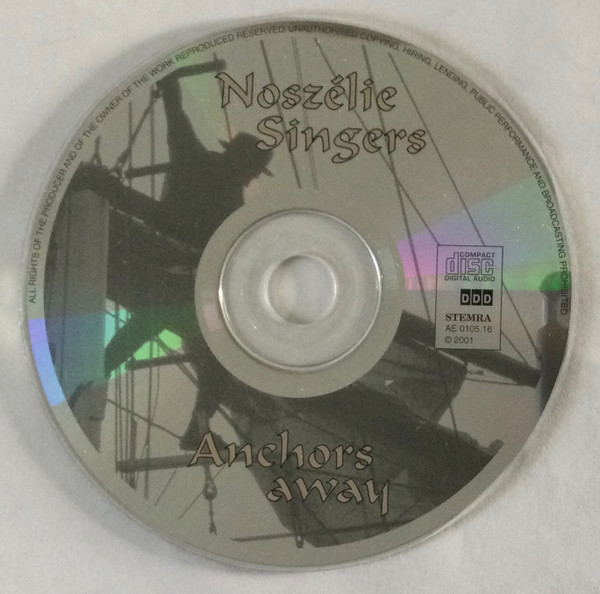 ALL RIGHTS OF THE PRODUCER AND OF THE OWNER OF THE WORK REPRODUCED RESERVED. UNAUTHORISED COPYING, HIRING, LENDING, PUBLIC PERFORMANCE AND BROADCASTING PROHIBITED
Noszélie
Singers
COMPACT
disc
DIGITAL AUDIO
DDD
STEMRA
AE 0105.16
© 2001
Anchors
away